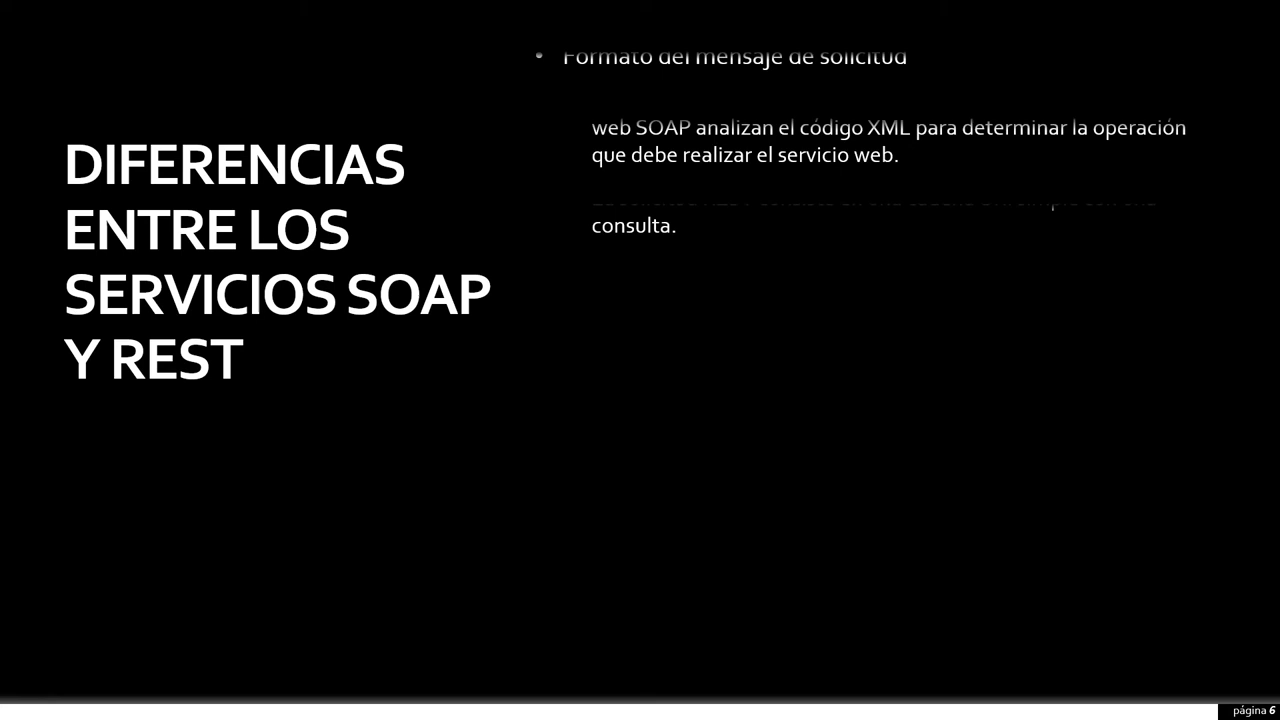 DIFERENCIAS
ENTRE LOS
SERVICIOS SOAP
Y REST
• Formato del mensaje de solicitud
web SOAP analizan el código XML para determinar la operación
que debe realizar el servicio web.
consulta.
página 6